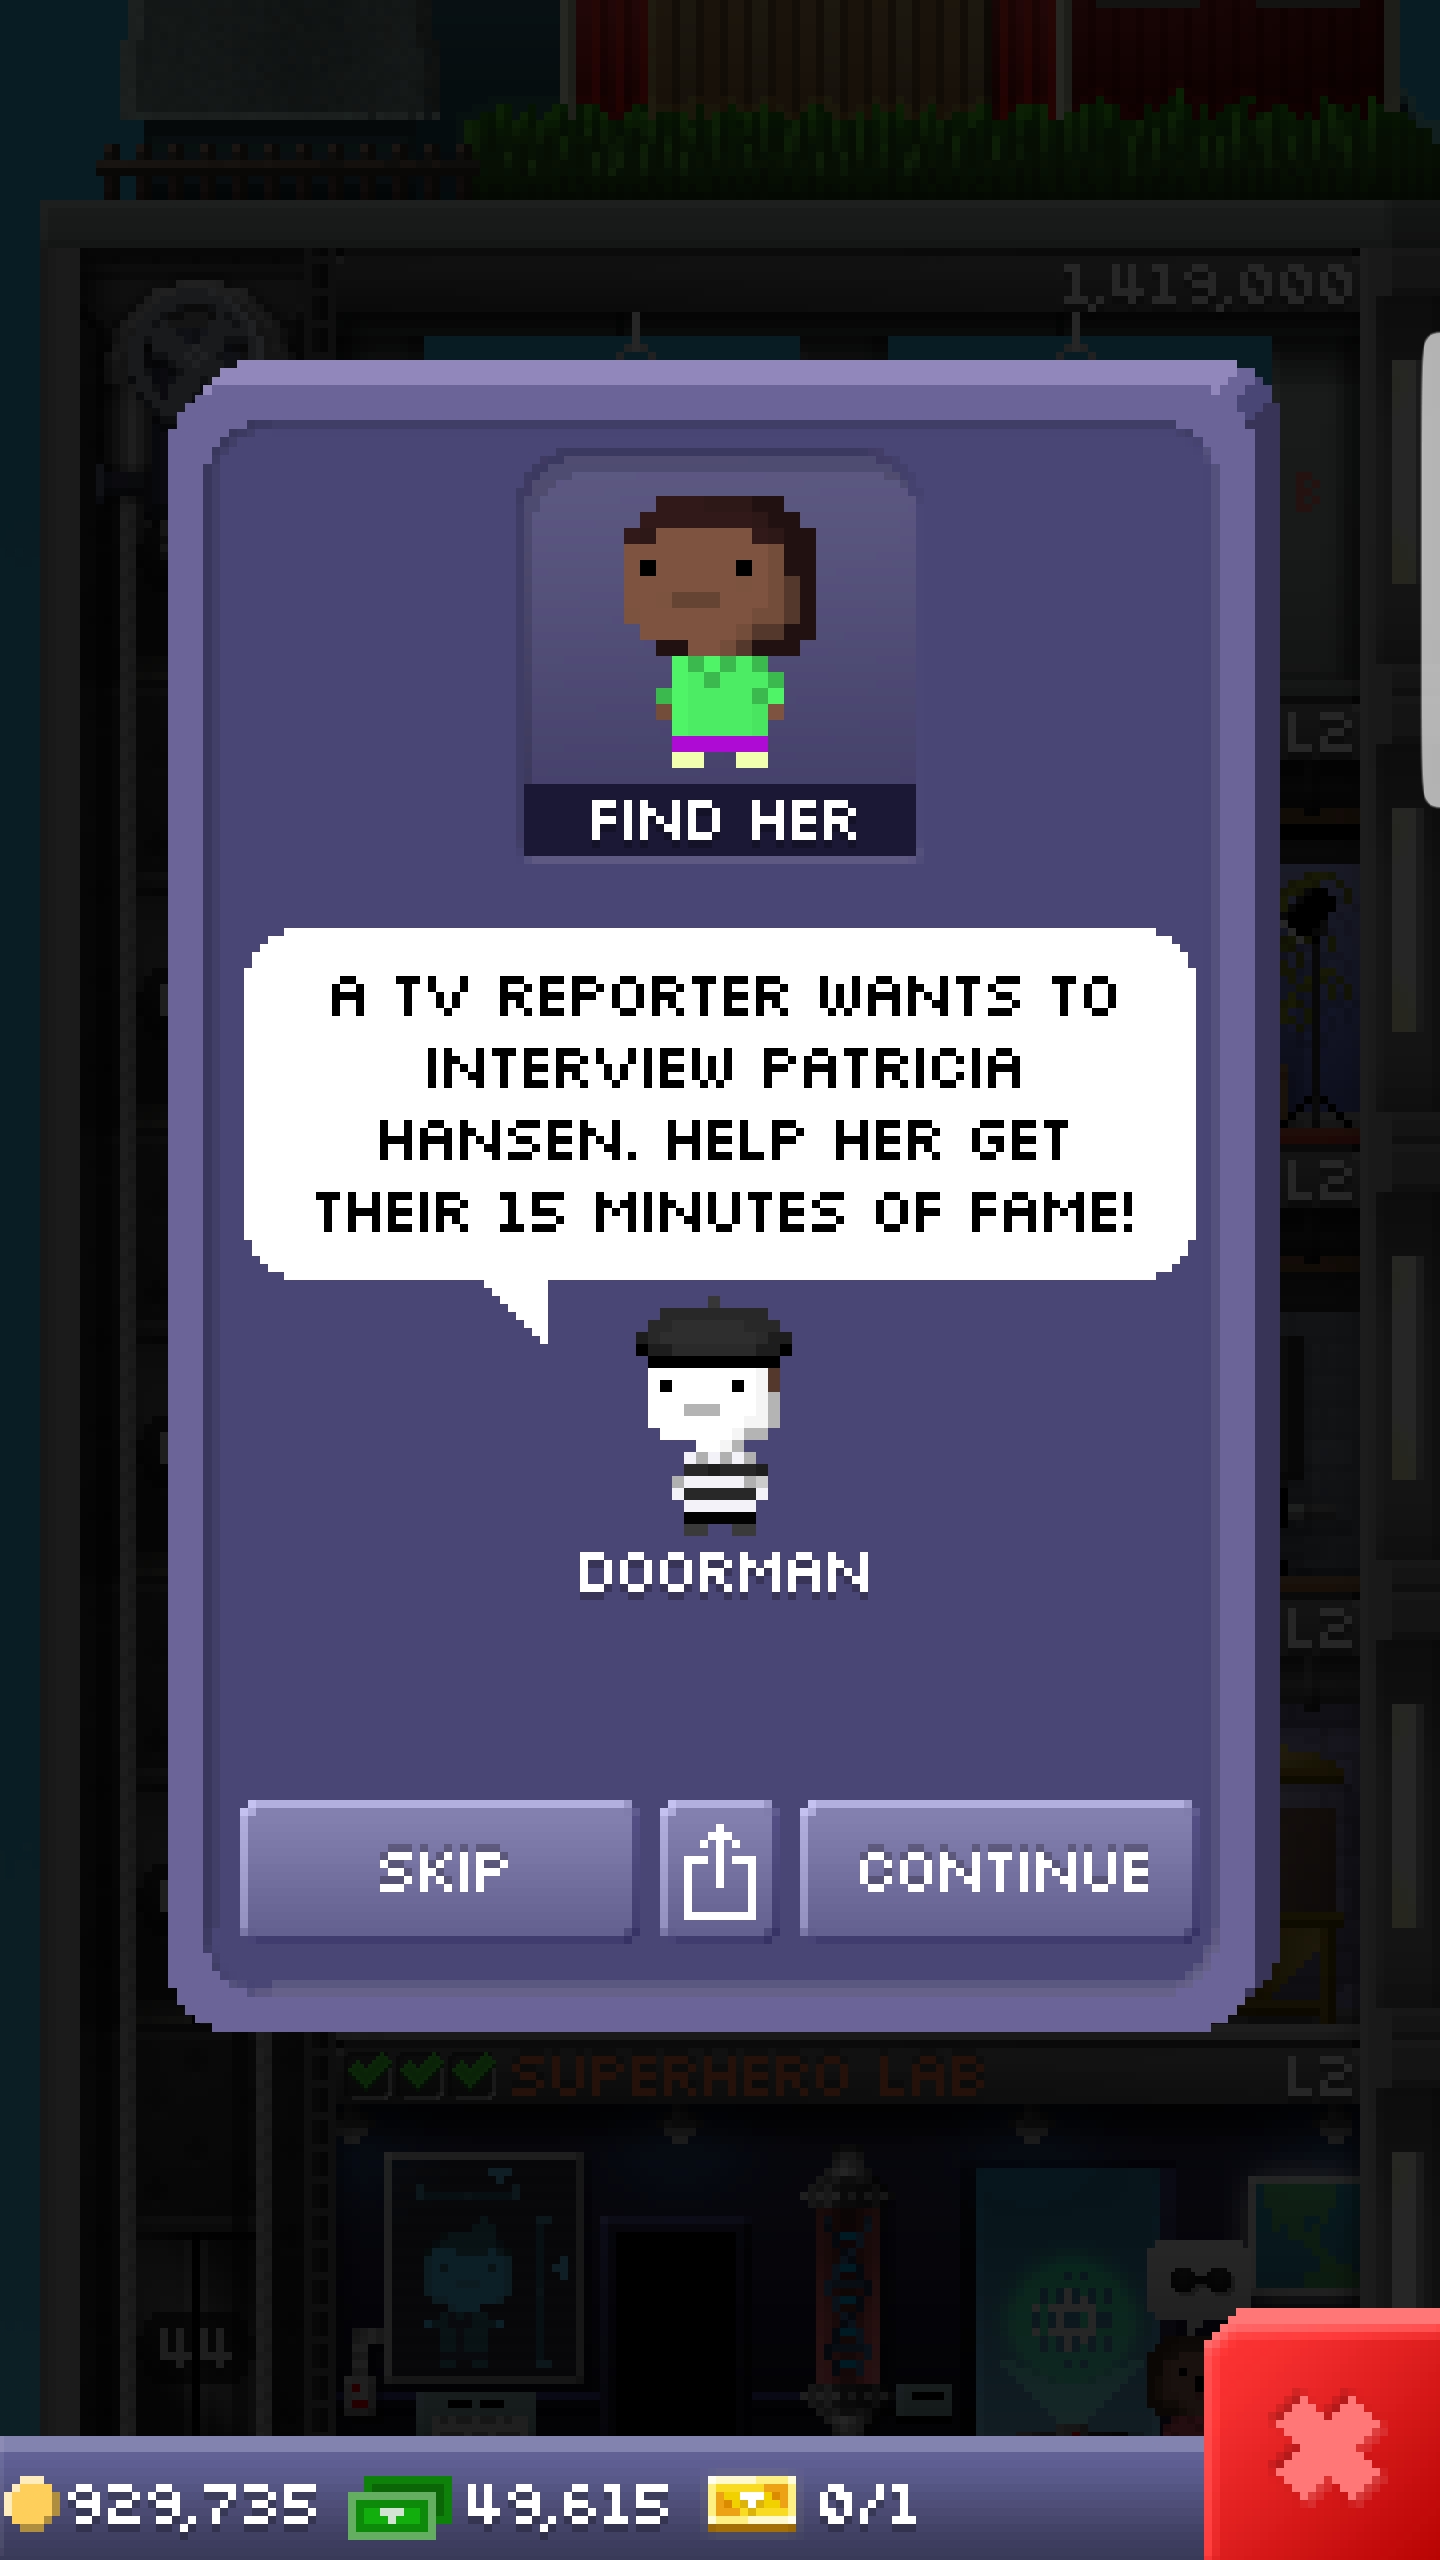 1,419,000
B
FIND HER
L2
A TV REPORTER WANTS TO
INTERVIEW PATRICIA
HANSEN. HELP HER GET
THEIR 15 MINUTES OF FAME!
L2
DOORMAN
L2
SKIP
CONTINUE
SUPERHERO LAB L2
44
929,735 49,615 0/1